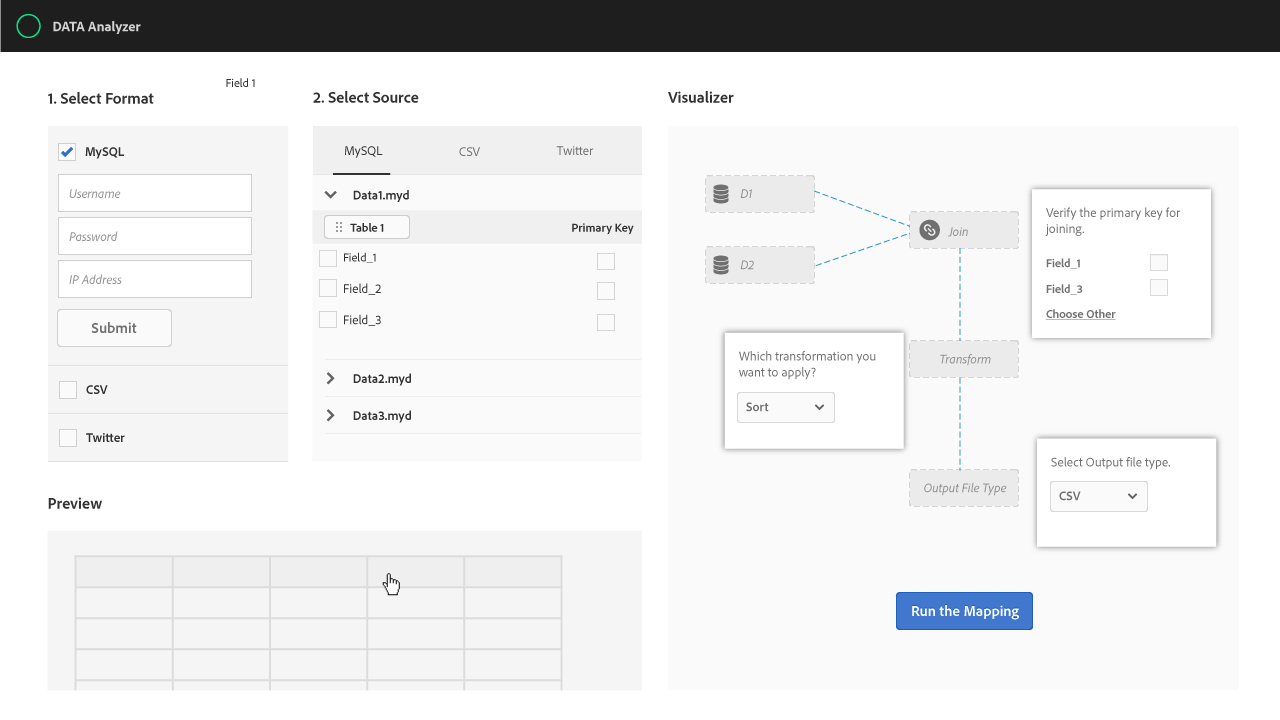 DATA Analyzer
Field 1
1. Select Format
MySQL
Username
Password
IP Address
Submit
CSV
Twitter
2. Select Source
MySQL
CSV
Twitter
Data1.myd
Table 1
Primary Key
Field_1
Field_2
Field_3
Data2.myd
Data3.myd
Preview
Visualizer
D1
D2
Join
Verify the primary key for
joining.
Field_1
Field_3
Choose Other
Which transformation you
want to apply?
Sort
Transform
Output File Type
Select Output file type.
CSV
Run the Mapping